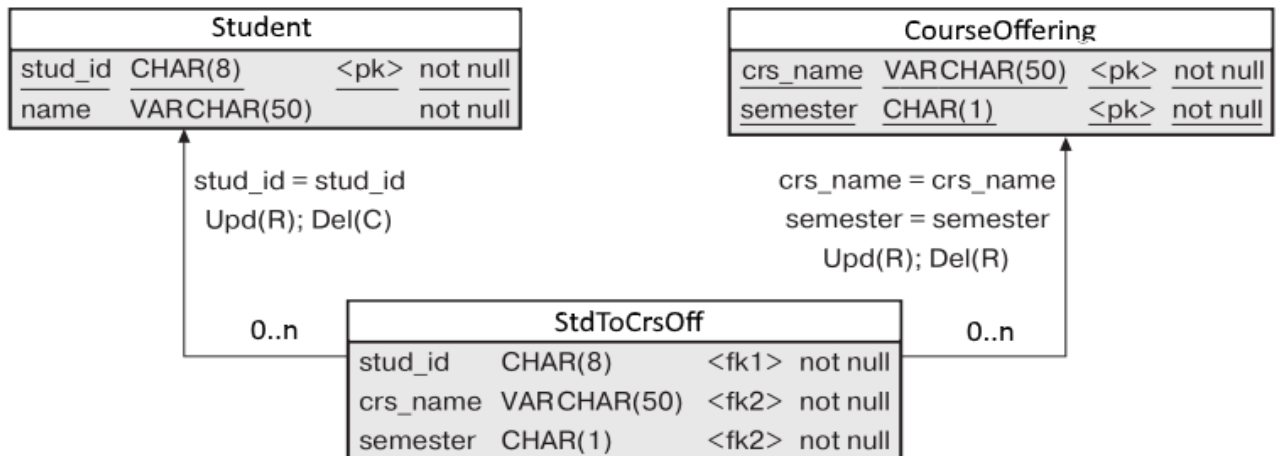 Student
stud_id CHAR(8) <pk> not null
name VARCHAR(50) not null
CourseOffering
crs_name VARCHAR(50) <pk> not null
semester CHAR(1) <pk> not null
stud_id = stud_id
Upd(R); Del(C)
crs_name = crs_name
semester = semester
Upd(R); Del(R)
0..n
0..n
StdToCrsOff
stud_id CHAR(8) <fk1> not null
crs_name VARCHAR(50) <fk2> not null
semester CHAR(1) <fk2> not null